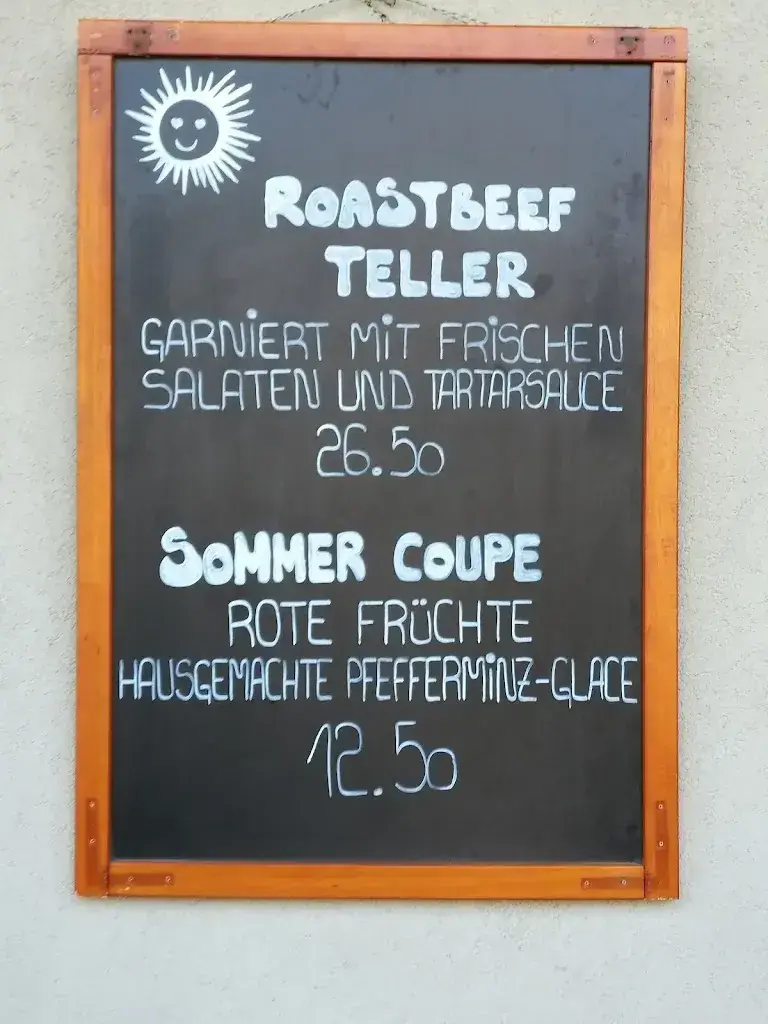 ROASTBEEF
TELLER
GARNIERT MIT FRISCHEN
SALATEN UND TARTARSAUCE
26.50
SOMMER COUPE
ROTE FRÜCHTE
HAUSGEMACHTE PFEFFERMINZ-GLACE
12.50